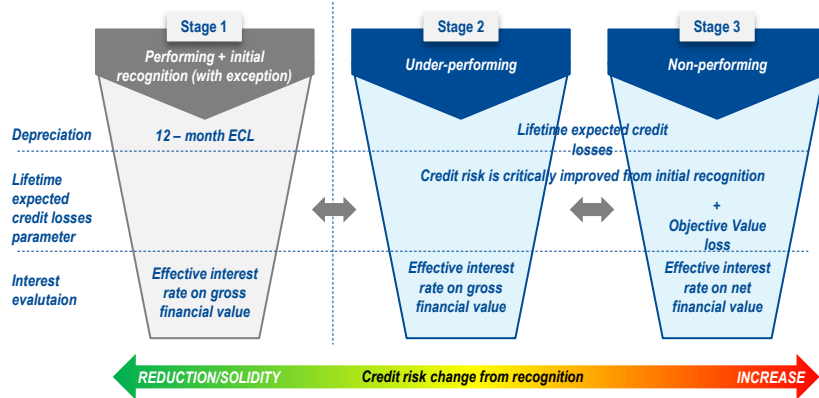 Stage 1
Stage 2
Stage 3
Performing + initial
recognition (with exception)
Under-performing
Non-performing
Depreciation
12 – month ECL
Lifetime expected credit
losses
Lifetime
expected
credit losses
parameter
Credit risk is critically improved from initial recognition
+
Objective Value
loss
Interest
evalutaion
Effective interest
rate on gross
financial value
Effective interest
rate on gross
financial value
Effective interest
rate on net
financial value
REDUCTION/SOLIDITY
Credit risk change from recognition
INCREASE